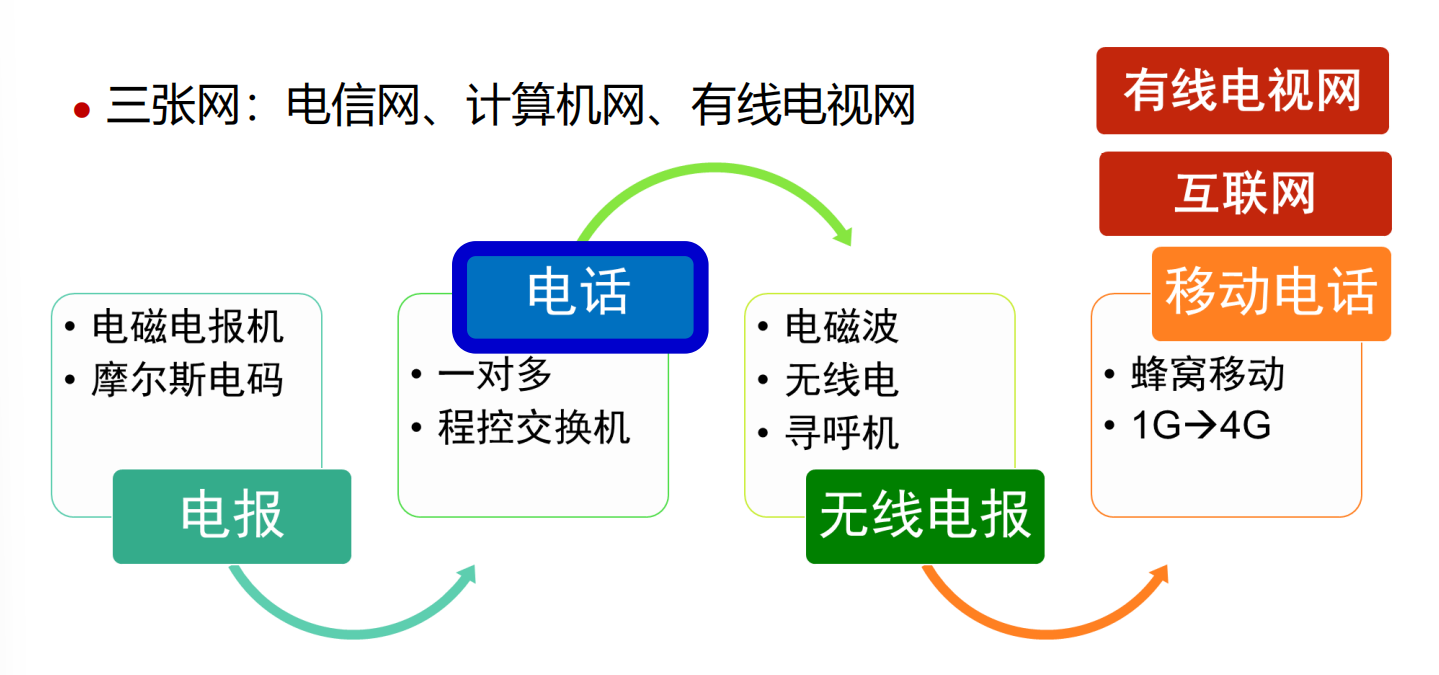 三张网：电信网、计算机网、有线电视网
有线电视网
互联网
电磁电报机
摩尔斯电码
电报
电话
一对多
程控交换机
电磁波
无线电
寻呼机
无线电报
移动电话
蜂窝移动
1G→4G